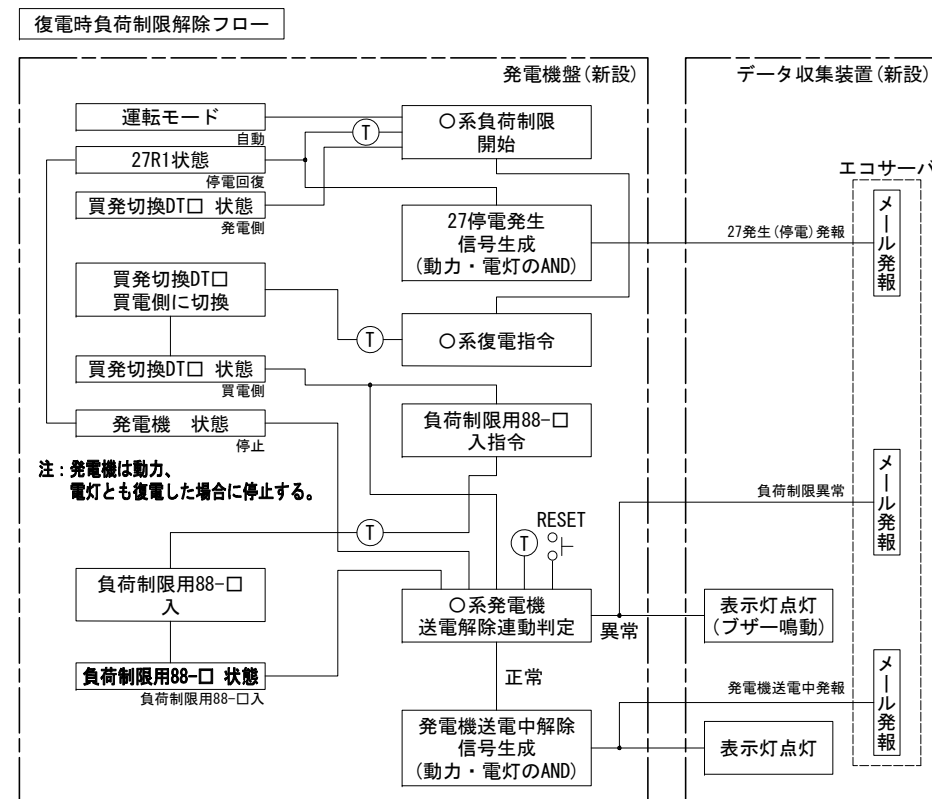 復電時負荷制限解除フロー
発電機盤(新設)
データ収集装置(新設)
運転モード
自動
27R1状態
停電回復
買発切換DT□ 状態
発電側
T
○系負荷制限
開始
エコサーバ
27停電発生
信号生成
(動力・電灯のAND)
27発生(停電)発報
メール発報
買発切換DT□
買電側に切換
T
○系復電指令
買発切換DT□ 状態
買電側
発電機 状態
停止
負荷制限用88-□
入指令
注：発電機は動力、
電灯とも復電した場合に停止する。
T
RESET
T
負荷制限異常
メール発報
負荷制限用88-□
入
○系発電機
送電解除連動判定
異常
表示灯点灯
(ブザー鳴動)
負荷制限用88-□ 状態
負荷制限用88-□入
正常
発電機送電中発報
メール発報
発電機送電中解除
信号生成
(動力・電灯のAND)
表示灯点灯